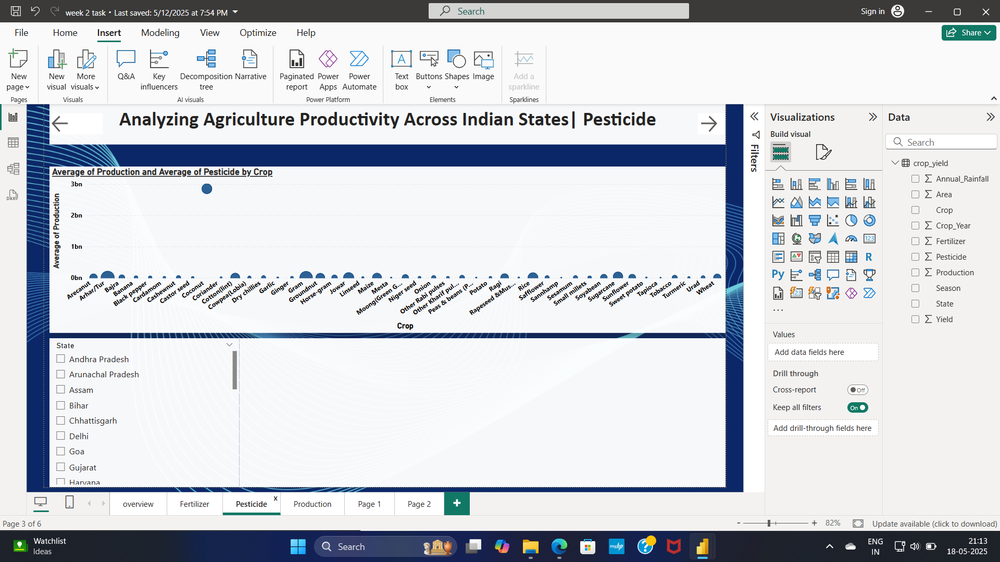 week 2 task • Last saved: 5/12/2025 at 7:54 PM
Search
Sign in
File
Home
Insert
Modeling
View
Optimize
Help
Share
New page
New visual
More visuals
Q&A
Key influencers
Decomposition tree
Narrative
Paginated report
Power Apps
Power Automate
Text box
Buttons
Shapes
Image
Add a sparkline
Pages
Visuals
AI visuals
Power Platform
Elements
Sparklines
Analyzing Agriculture Productivity Across Indian States| Pesticide
Average of Production and Average of Pesticide by Crop
Average of Production
3bn
2bn
1bn
0bn
Arecanut
Arhar/Tur
Bajra
Banana
Black pepper
Cardamom
Cashewnut
Castor seed
Coconut
Coriander
Cotton(lint)
Cowpea(Lobia)
Dry chillies
Garlic
Ginger
Gram
Groundnut
Horse-gram
Jowar
Linseed
Maize
Mesta
Moong(Green G...
Niger seed
Onion
Other Rabi pulses
Other Kharif pul...
Peas & beans (P...
Potato
Ragi
Rapeseed &Mus...
Rice
Safflower
Sannhamp
Sesamum
Small millets
Soyabean
Sugarcane
Sunflower
Sweet potato
Tapioca
Tobacco
Turmeric
Urad
Wheat
Crop
State
Andhra Pradesh
Arunachal Pradesh
Assam
Bihar
Chhattisgarh
Delhi
Goa
Gujarat
Haryana
Filters
Visualizations
Build visual
123
R
Py
123
...
Values
Add data fields here
Drill through
Cross-report
Off
Keep all filters
On
Add drill-through fields here
Data
Search
crop_yield
Annual_Rainfall
Area
Crop
Crop_Year
Fertilizer
Pesticide
Production
Season
State
Yield
DAX
overview
Fertilizer
Pesticide
x
Production
Page 1
Page 2
+
Page 3 of 6
- + 82%
Update available (click to download)
Watchlist
Ideas
Search
myhp
ENG
IN
21:13
18-05-2025